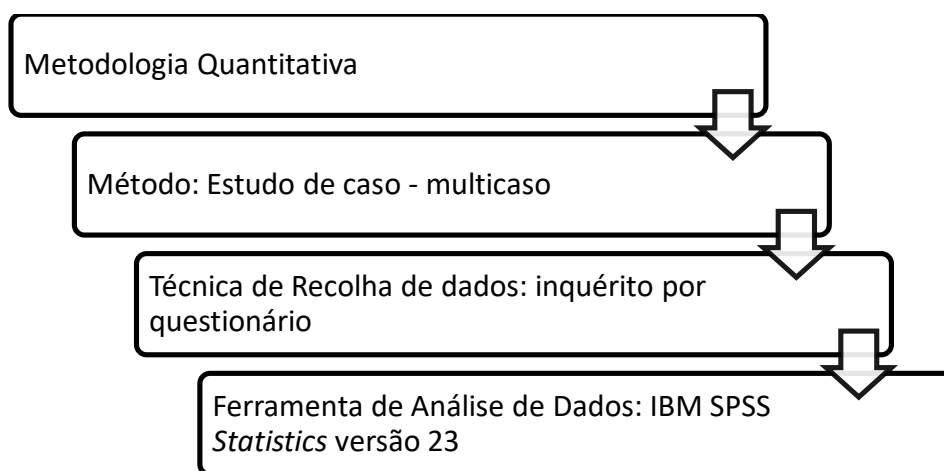 Metodologia Quantitativa
Método: Estudo de caso - multicaso
Técnica de Recolha de dados: inquérito por
questionário
Ferramenta de Análise de Dados: IBM SPSS
Statistics versão 23